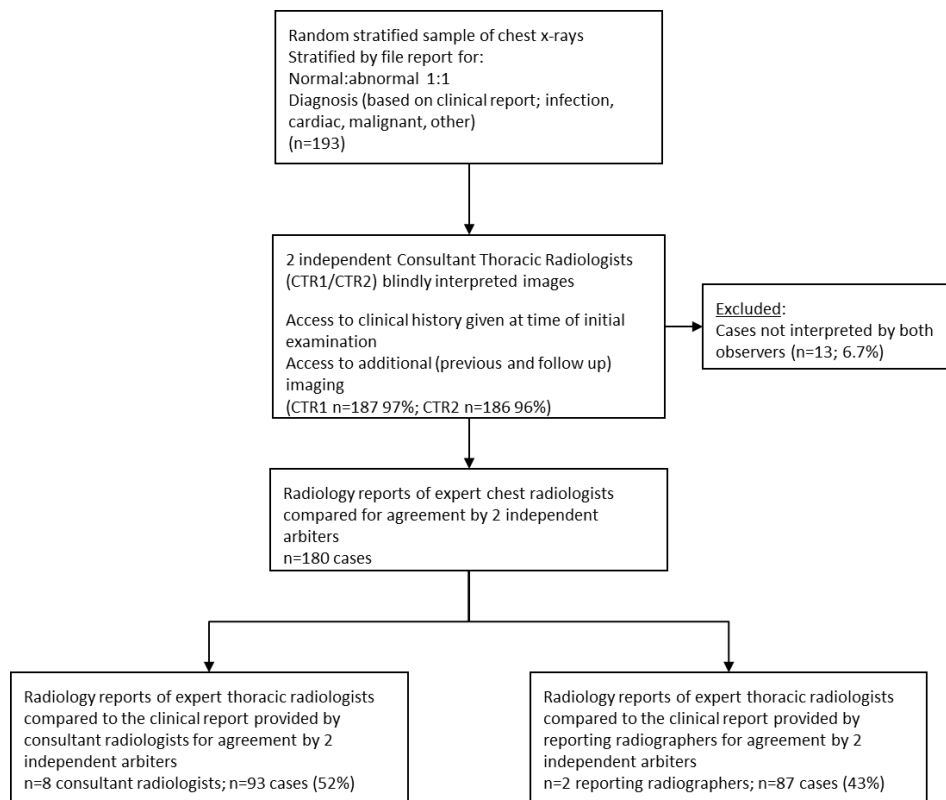 Random stratified sample of chest x-rays
Stratified by file report for:
Normal:abnormal 1:1
Diagnosis (based on clinical report; infection,
cardiac, malignant, other)
(n=193)
2 independent Consultant Thoracic Radiologists
(CTR1/CTR2) blindly interpreted images
Access to clinical history given at time of initial
examination
Access to additional (previous and follow up)
imaging
(CTR1 n=187 97%; CTR2 n=186 96%)
Excluded:
Cases not interpreted by both
observers (n=13; 6.7%)
Radiology reports of expert chest radiologists
compared for agreement by 2 independent
arbiters
n=180 cases
Radiology reports of expert thoracic radiologists
compared to the clinical report provided by
consultant radiologists for agreement by 2
independent arbiters
n=8 consultant radiologists; n=93 cases (52%)
Radiology reports of expert thoracic radiologists
compared to the clinical report provided by
reporting radiographers for agreement by 2
independent arbiters
n=2 reporting radiographers; n=87 cases (43%)